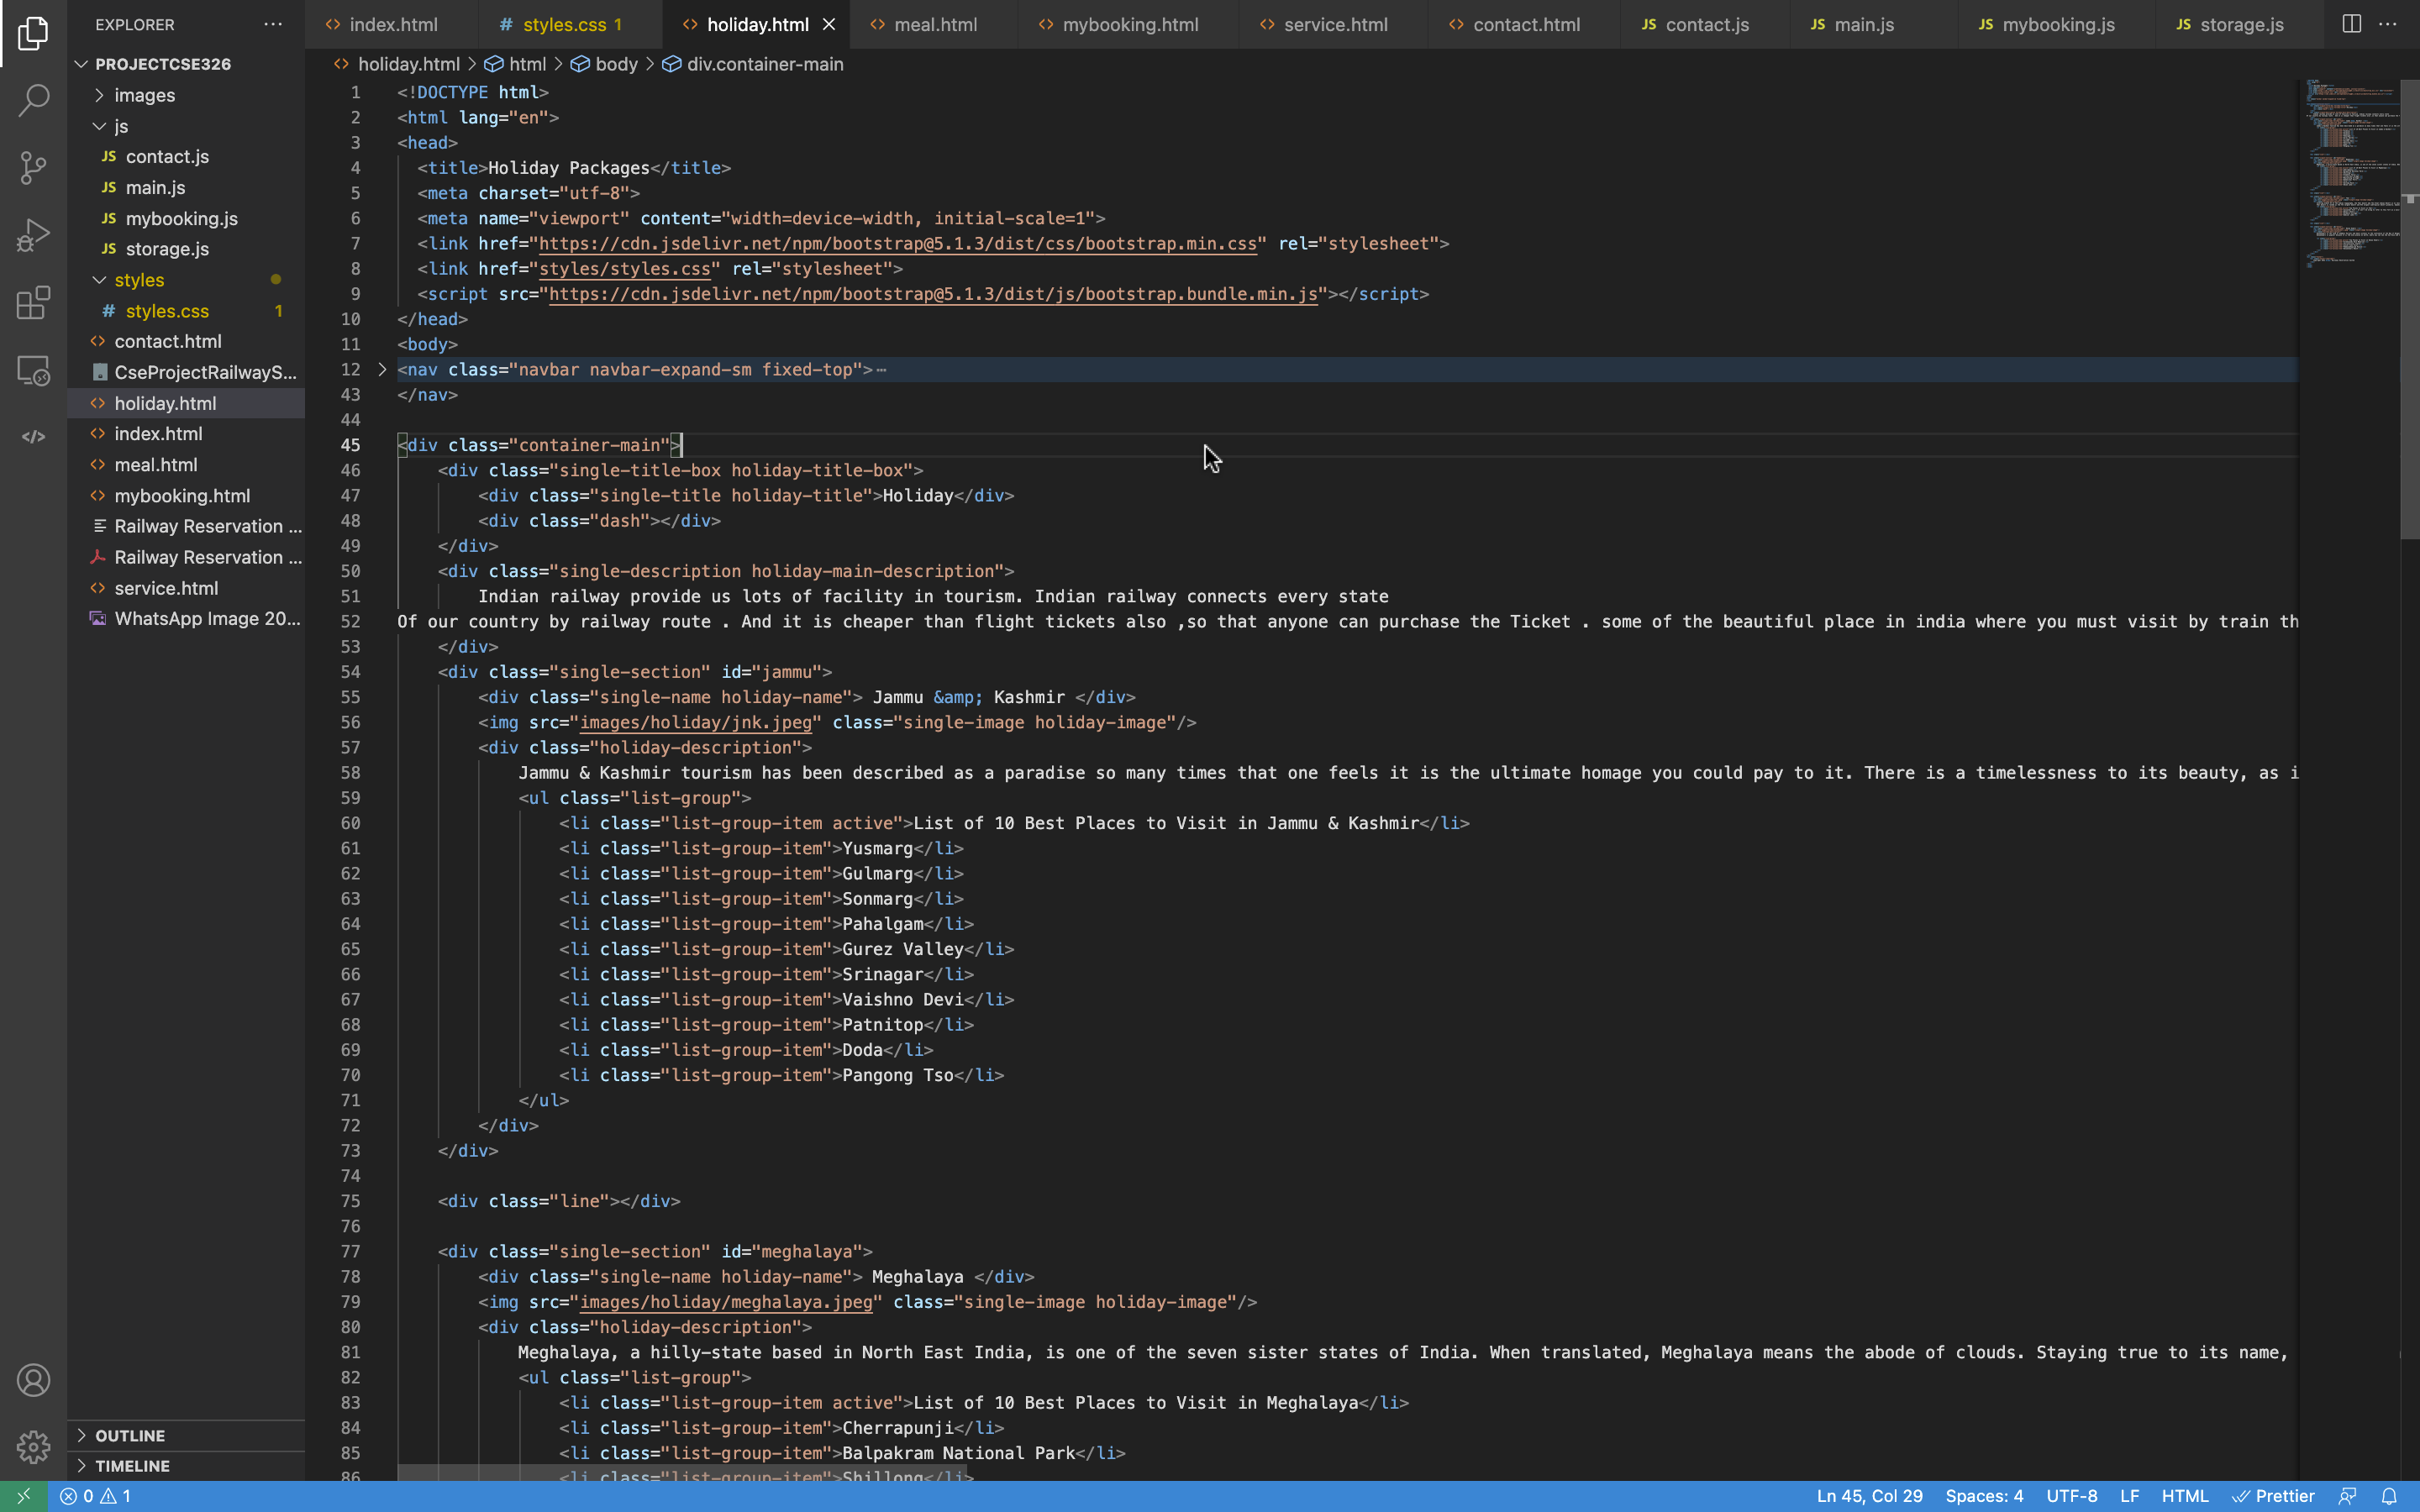 EXPLORER
PROJECTCSE326
images
js
JS contact.js
JS main.js
JS mybooking.js
JS storage.js
styles
# styles.css 1
contact.html
CseProjectRailwayS...
holiday.html
index.html
meal.html
mybooking.html
Railway Reservation ...
Railway Reservation ...
service.html
WhatsApp Image 20...
OUTLINE
TIMELINE
index.html # styles.css 1 holiday.html meal.html mybooking.html service.html contact.html JS contact.js JS main.js JS mybooking.js JS storage.js
holiday.html > html > body > div.container-main
1 <!DOCTYPE html>
2 <html lang="en">
3 <head>
4 <title>Holiday Packages</title>
5 <meta charset="utf-8">
6 <meta name="viewport" content="width=device-width, initial-scale=1">
7 <link href="https://cdn.jsdelivr.net/npm/bootstrap@5.1.3/dist/css/bootstrap.min.css" rel="stylesheet">
8 <link href="styles/styles.css" rel="stylesheet">
9 <script src="https://cdn.jsdelivr.net/npm/bootstrap@5.1.3/dist/js/bootstrap.bundle.min.js"></script>
10 </head>
11 <body>
12 <nav class="navbar navbar-expand-sm fixed-top">⋯
43 </nav>
44
45 <div class="container-main">
46 <div class="single-title-box holiday-title-box">
47 <div class="single-title holiday-title">Holiday</div>
48 <div class="dash"></div>
49 </div>
50 <div class="single-description holiday-main-description">
51 Indian railway provide us lots of facility in tourism. Indian railway connects every state
52 Of our country by railway route . And it is cheaper than flight tickets also ,so that anyone can purchase the Ticket . some of the beautiful place in india where you must visit by train th
53 </div>
54 <div class="single-section" id="jammu">
55 <div class="single-name holiday-name"> Jammu &amp; Kashmir </div>
56 <img src="images/holiday/jnk.jpeg" class="single-image holiday-image"/>
57 <div class="holiday-description">
58 Jammu & Kashmir tourism has been described as a paradise so many times that one feels it is the ultimate homage you could pay to it. There is a timelessness to its beauty, as i
59 <ul class="list-group">
60 <li class="list-group-item active">List of 10 Best Places to Visit in Jammu & Kashmir</li>
61 <li class="list-group-item">Yusmarg</li>
62 <li class="list-group-item">Gulmarg</li>
63 <li class="list-group-item">Sonmarg</li>
64 <li class="list-group-item">Pahalgam</li>
65 <li class="list-group-item">Gurez Valley</li>
66 <li class="list-group-item">Srinagar</li>
67 <li class="list-group-item">Vaishno Devi</li>
68 <li class="list-group-item">Patnitop</li>
69 <li class="list-group-item">Doda</li>
70 <li class="list-group-item">Pangong Tso</li>
71 </ul>
72 </div>
73 </div>
74
75 <div class="line"></div>
76
77 <div class="single-section" id="meghalaya">
78 <div class="single-name holiday-name"> Meghalaya </div>
79 <img src="images/holiday/meghalaya.jpeg" class="single-image holiday-image"/>
80 <div class="holiday-description">
81 Meghalaya, a hilly-state based in North East India, is one of the seven sister states of India. When translated, Meghalaya means the abode of clouds. Staying true to its name,
82 <ul class="list-group">
83 <li class="list-group-item active">List of 10 Best Places to Visit in Meghalaya</li>
84 <li class="list-group-item">Cherrapunji</li>
85 <li class="list-group-item">Balpakram National Park</li>
86 <li class="list-group-item">Shillong</li>
0 1 Ln 45, Col 29 Spaces: 4 UTF-8 LF HTML Prettier